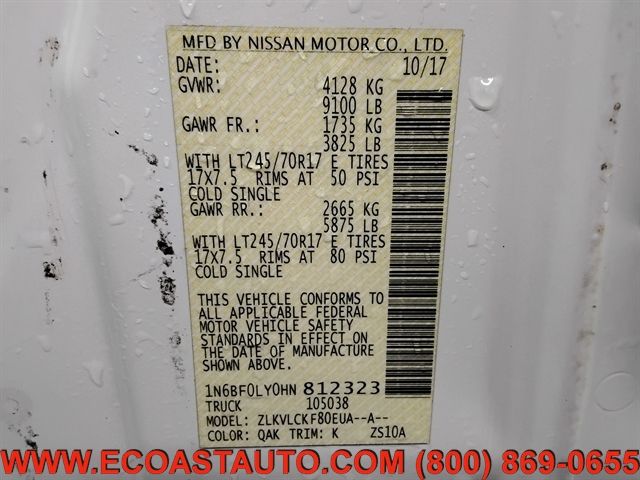 MFD BY NISSAN MOTOR CO., LTD.
DATE: 10/17
GVWR: 4128 KG
9100 LB
GAWR FR.: 1735 KG
3825 LB
WITH LT245/70R17 E TIRES
17X7.5 RIMS AT 50 PSI
COLD SINGLE
GAWR RR.: 2665 KG
5875 LB
WITH LT245/70R17 E TIRES
17X7.5 RIMS AT 80 PSI
COLD SINGLE
THIS VEHICLE CONFORMS TO
ALL APPLICABLE FEDERAL
MOTOR VEHICLE SAFETY
STANDARDS IN EFFECT ON
THE DATE OF MANUFACTURE
SHOWN ABOVE.
1N6BF0LY0HN 812323
TRUCK 105038
MODEL: ZLKVLCKF80EUA--A--
COLOR: QAK TRIM: K ZS10A
WWW.ECOASTAUTO.COM (800) 869-0655